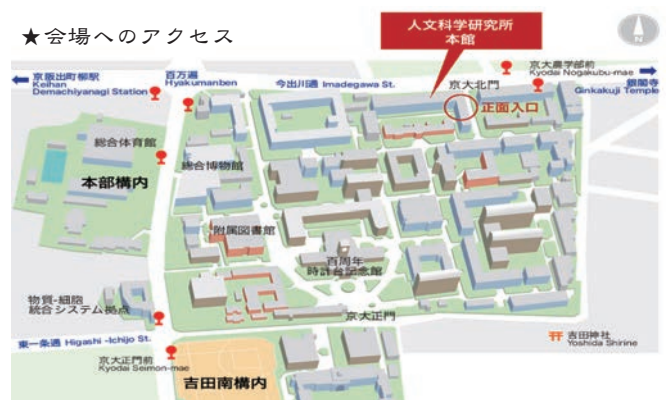 ★会場へのアクセス
人文科学研究所
本館
京阪出町柳駅
Keihan
Demachiyanagi Station
百万遍
Hyakumanben
今出川通 Imadegawa St.
京大北門
京大農学部前
Kyodai Nogakubu-mae
銀閣寺
Ginkakuji Temple
正面入口
総合体育館
総合博物館
本部構内
附属図書館
百周年
時計台記念館
物質-細胞
統合システム拠点
京大正門
東一条通 Higashi -Ichijo St.
京大正門前
Kyodai Seimon-mae
吉田南構内
吉田神社
Yoshida Shirine